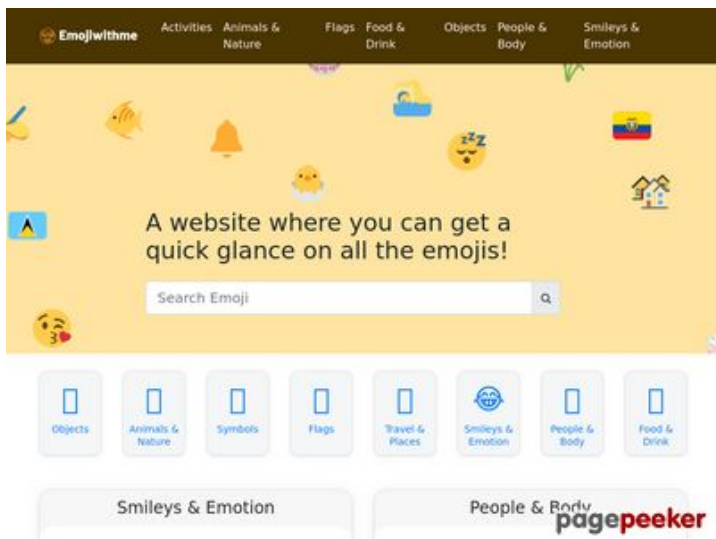 Emojiwithme
Activities Animals & Flags Food & Objects People & Smileys &
Nature Drink Body Emotion
zzZ
A website where you can get a
quick glance on all the emojis!
Search Emoji
Objects Animals & Symbols Flags Travel & Smileys & People & Food &
Nature Places Emotion Body Drink
Smileys & Emotion People & Body
pagepeeker